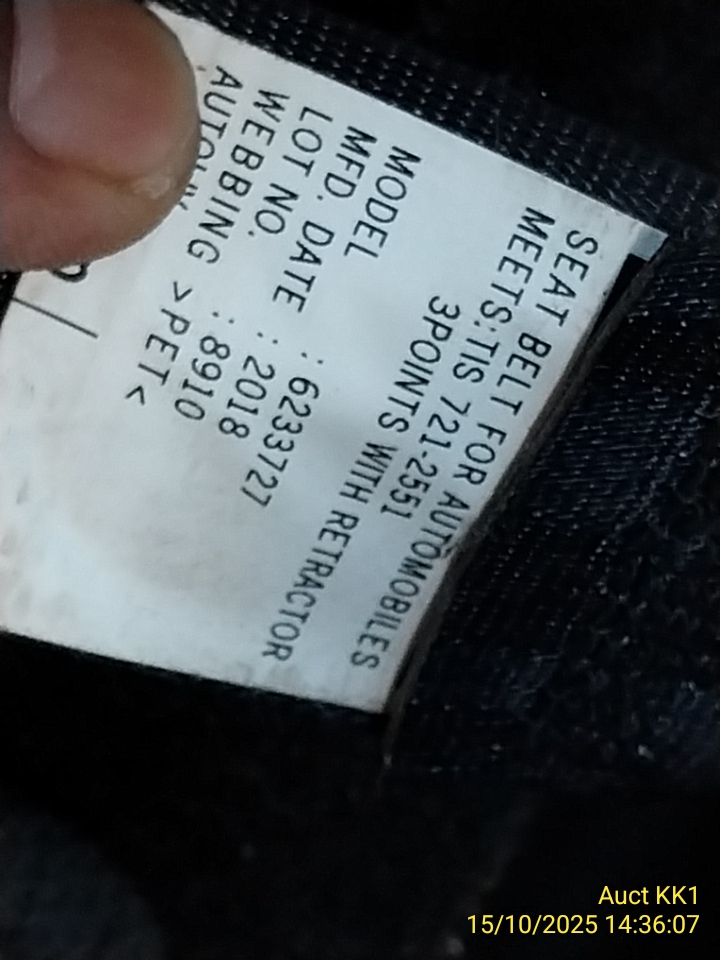 SEAT BELT FOR AUTOMOBILES
MEETS:TIS 721-2551
3POINTS WITH RETRACTOR
MODEL : 6233727
MFD. DATE : 2018
LOT NO. : 8910
WEBBING >PET<
Auct KK1
15/10/2025 14:36:07